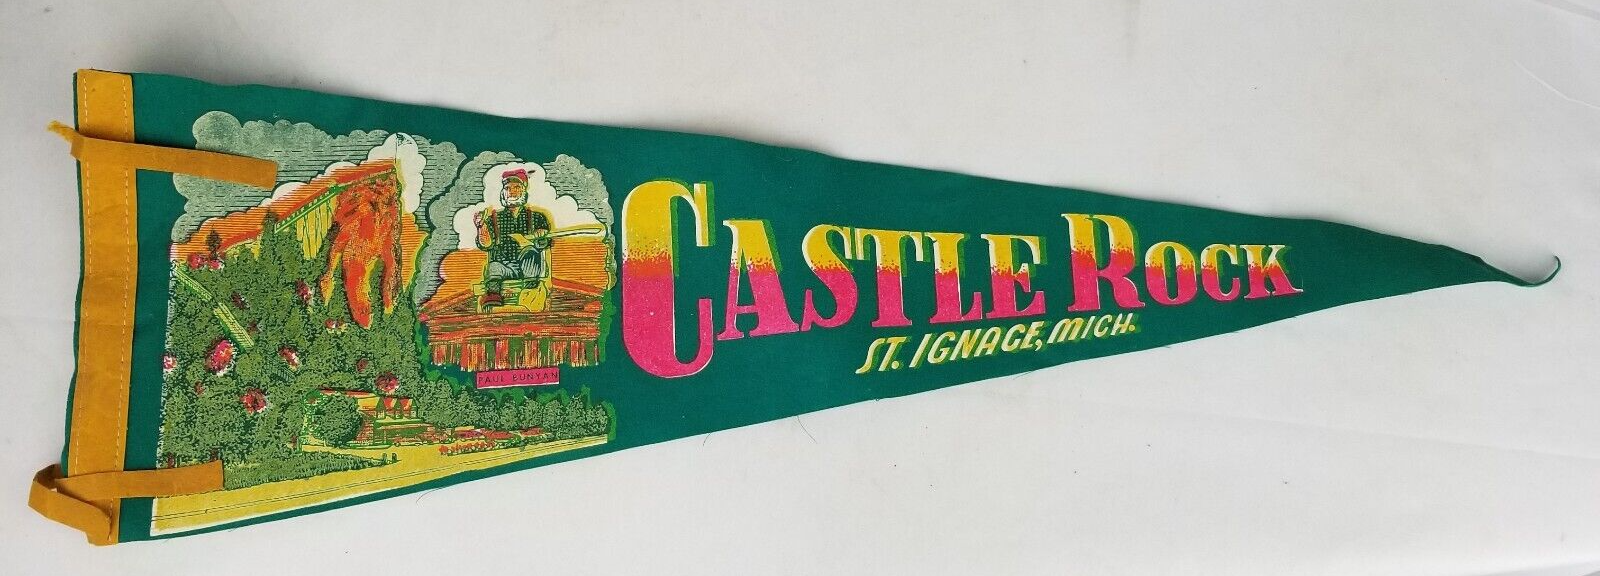 PAUL BUNYAN
CASTLE ROCK
ST. IGNACE, MICH.